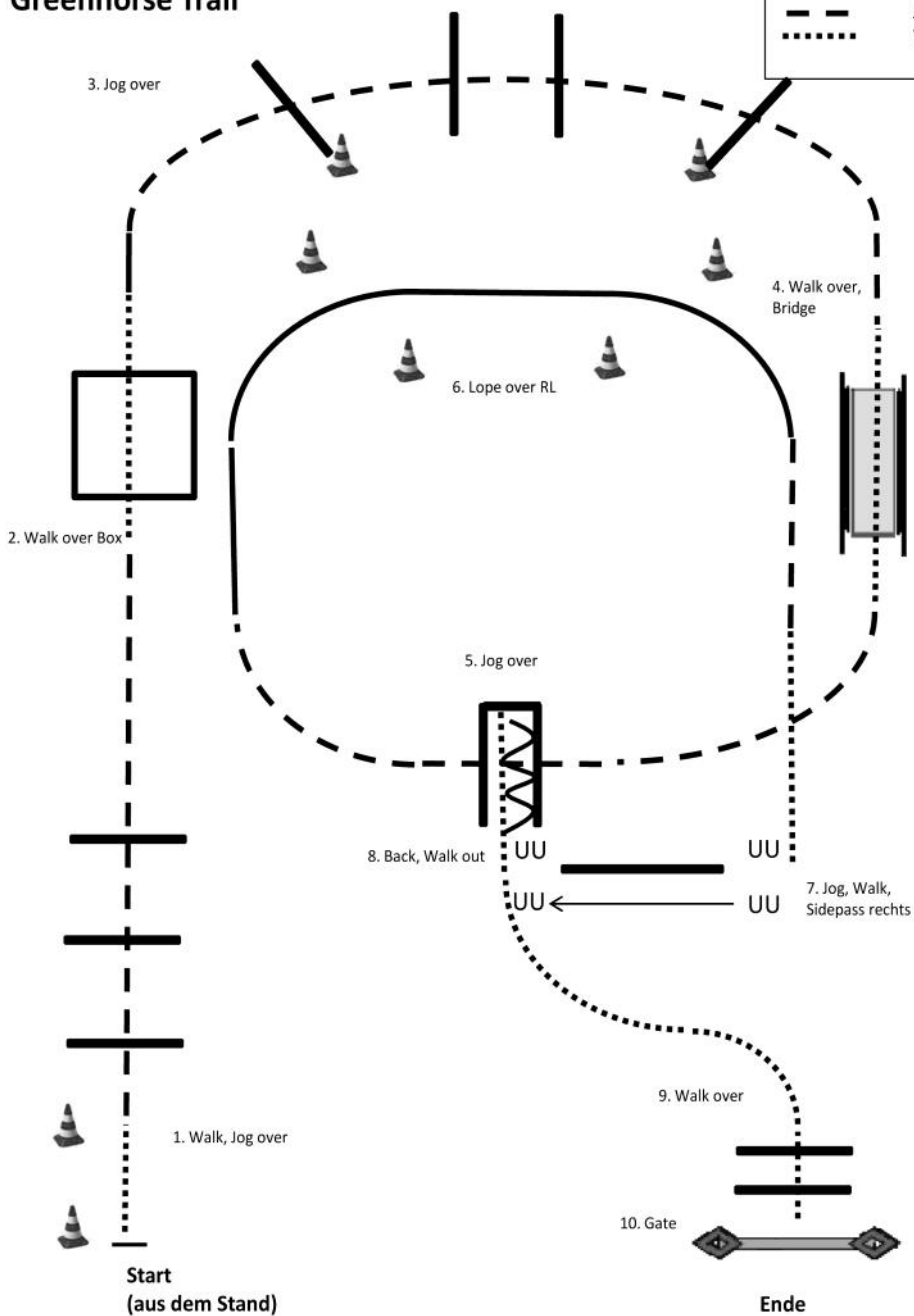 Greenhorse Trail
3. Jog over
4. Walk over,
Bridge
6. Lope over RL
2. Walk over Box
5. Jog over
8. Back, Walk out
UU
UU
UU
UU
7. Jog, Walk,
Sidepass rechts
9. Walk over
1. Walk, Jog over
10. Gate
Start
(aus dem Stand)
Ende